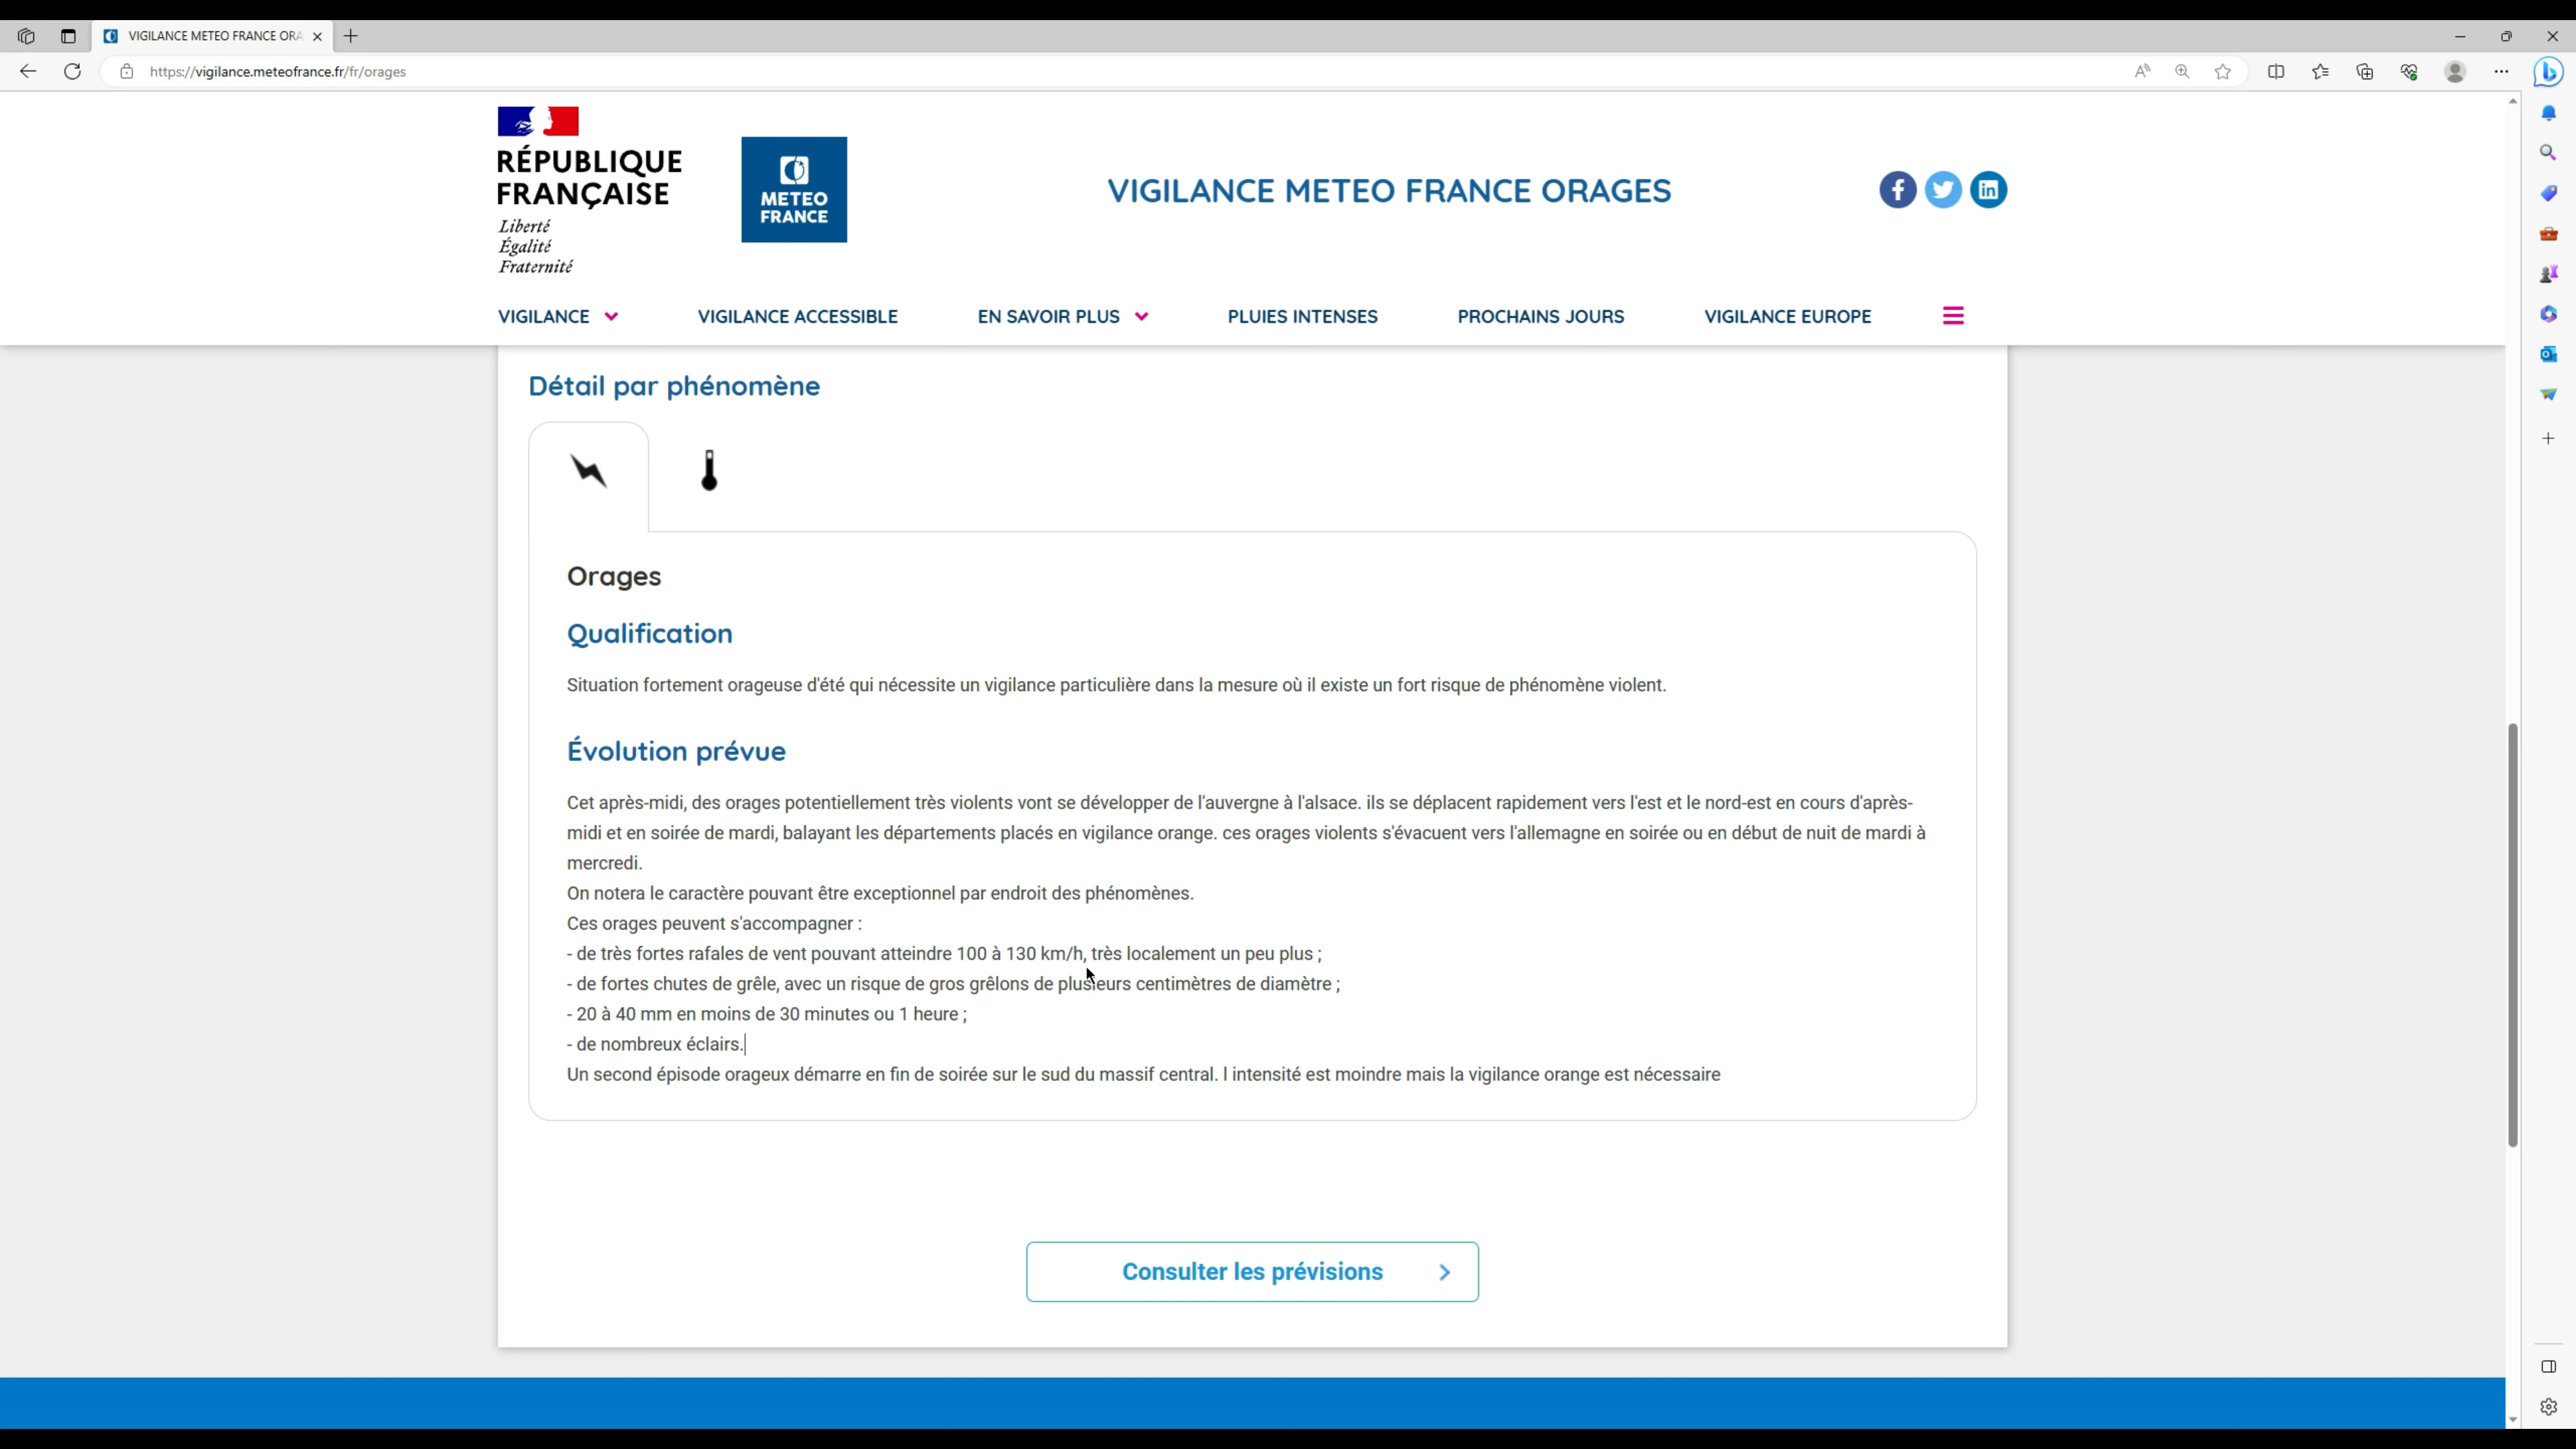 VIGILANCE METEO FRANCE ORA
https://vigilance.meteofrance.fr/fr/orages
RÉPUBLIQUE
FRANÇAISE
Liberté
Égalité
Fraternité
METEO
FRANCE
VIGILANCE METEO FRANCE ORAGES
VIGILANCE
VIGILANCE ACCESSIBLE
EN SAVOIR PLUS
PLUIES INTENSES
PROCHAINS JOURS
VIGILANCE EUROPE
Détail par phénomène
Orages
Qualification
Situation fortement orageuse d'été qui nécessite un vigilance particulière dans la mesure où il existe un fort risque de phénomène violent.
Évolution prévue
Cet après-midi, des orages potentiellement très violents vont se développer de l'auvergne à l'alsace. ils se déplacent rapidement vers l'est et le nord-est en cours d'après-
midi et en soirée de mardi, balayant les départements placés en vigilance orange. ces orages violents s'évacuent vers l'allemagne en soirée ou en début de nuit de mardi à
mercredi.
On notera le caractère pouvant être exceptionnel par endroit des phénomènes.
Ces orages peuvent s'accompagner :
- de très fortes rafales de vent pouvant atteindre 100 à 130 km/h, très localement un peu plus ;
- de fortes chutes de grêle, avec un risque de gros grêlons de plusieurs centimètres de diamètre ;
- 20 à 40 mm en moins de 30 minutes ou 1 heure ;
- de nombreux éclairs.
Un second épisode orageux démarre en fin de soirée sur le sud du massif central. l intensité est moindre mais la vigilance orange est nécessaire
Consulter les prévisions